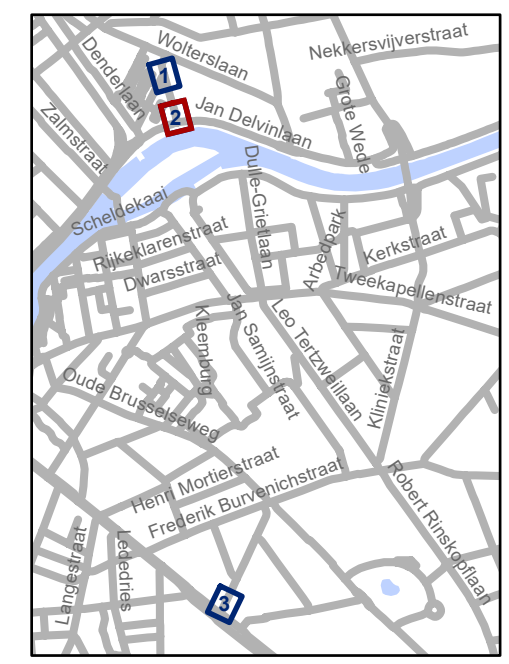 Nekkersvijverstraat
Wolterslaan
Denderlaan
1
Grote Wede
2
Jan Delvinlaan
Zalmstraat
Dulle-Grietlaan
Scheldekaai
Arbedpark
Rijkeklarenstraat
Kerkstraat
Dwarsstraat
Tweekapellenstraat
Kleemburg
Jan Samijnstraat
Leo Tertzweillaan
Kliniekstraat
Oude Brusselseweg
Henri Mortierstraat
Frederik Burvenichstraat
Robert Rinskopflaan
Langestraat
Lededries
3